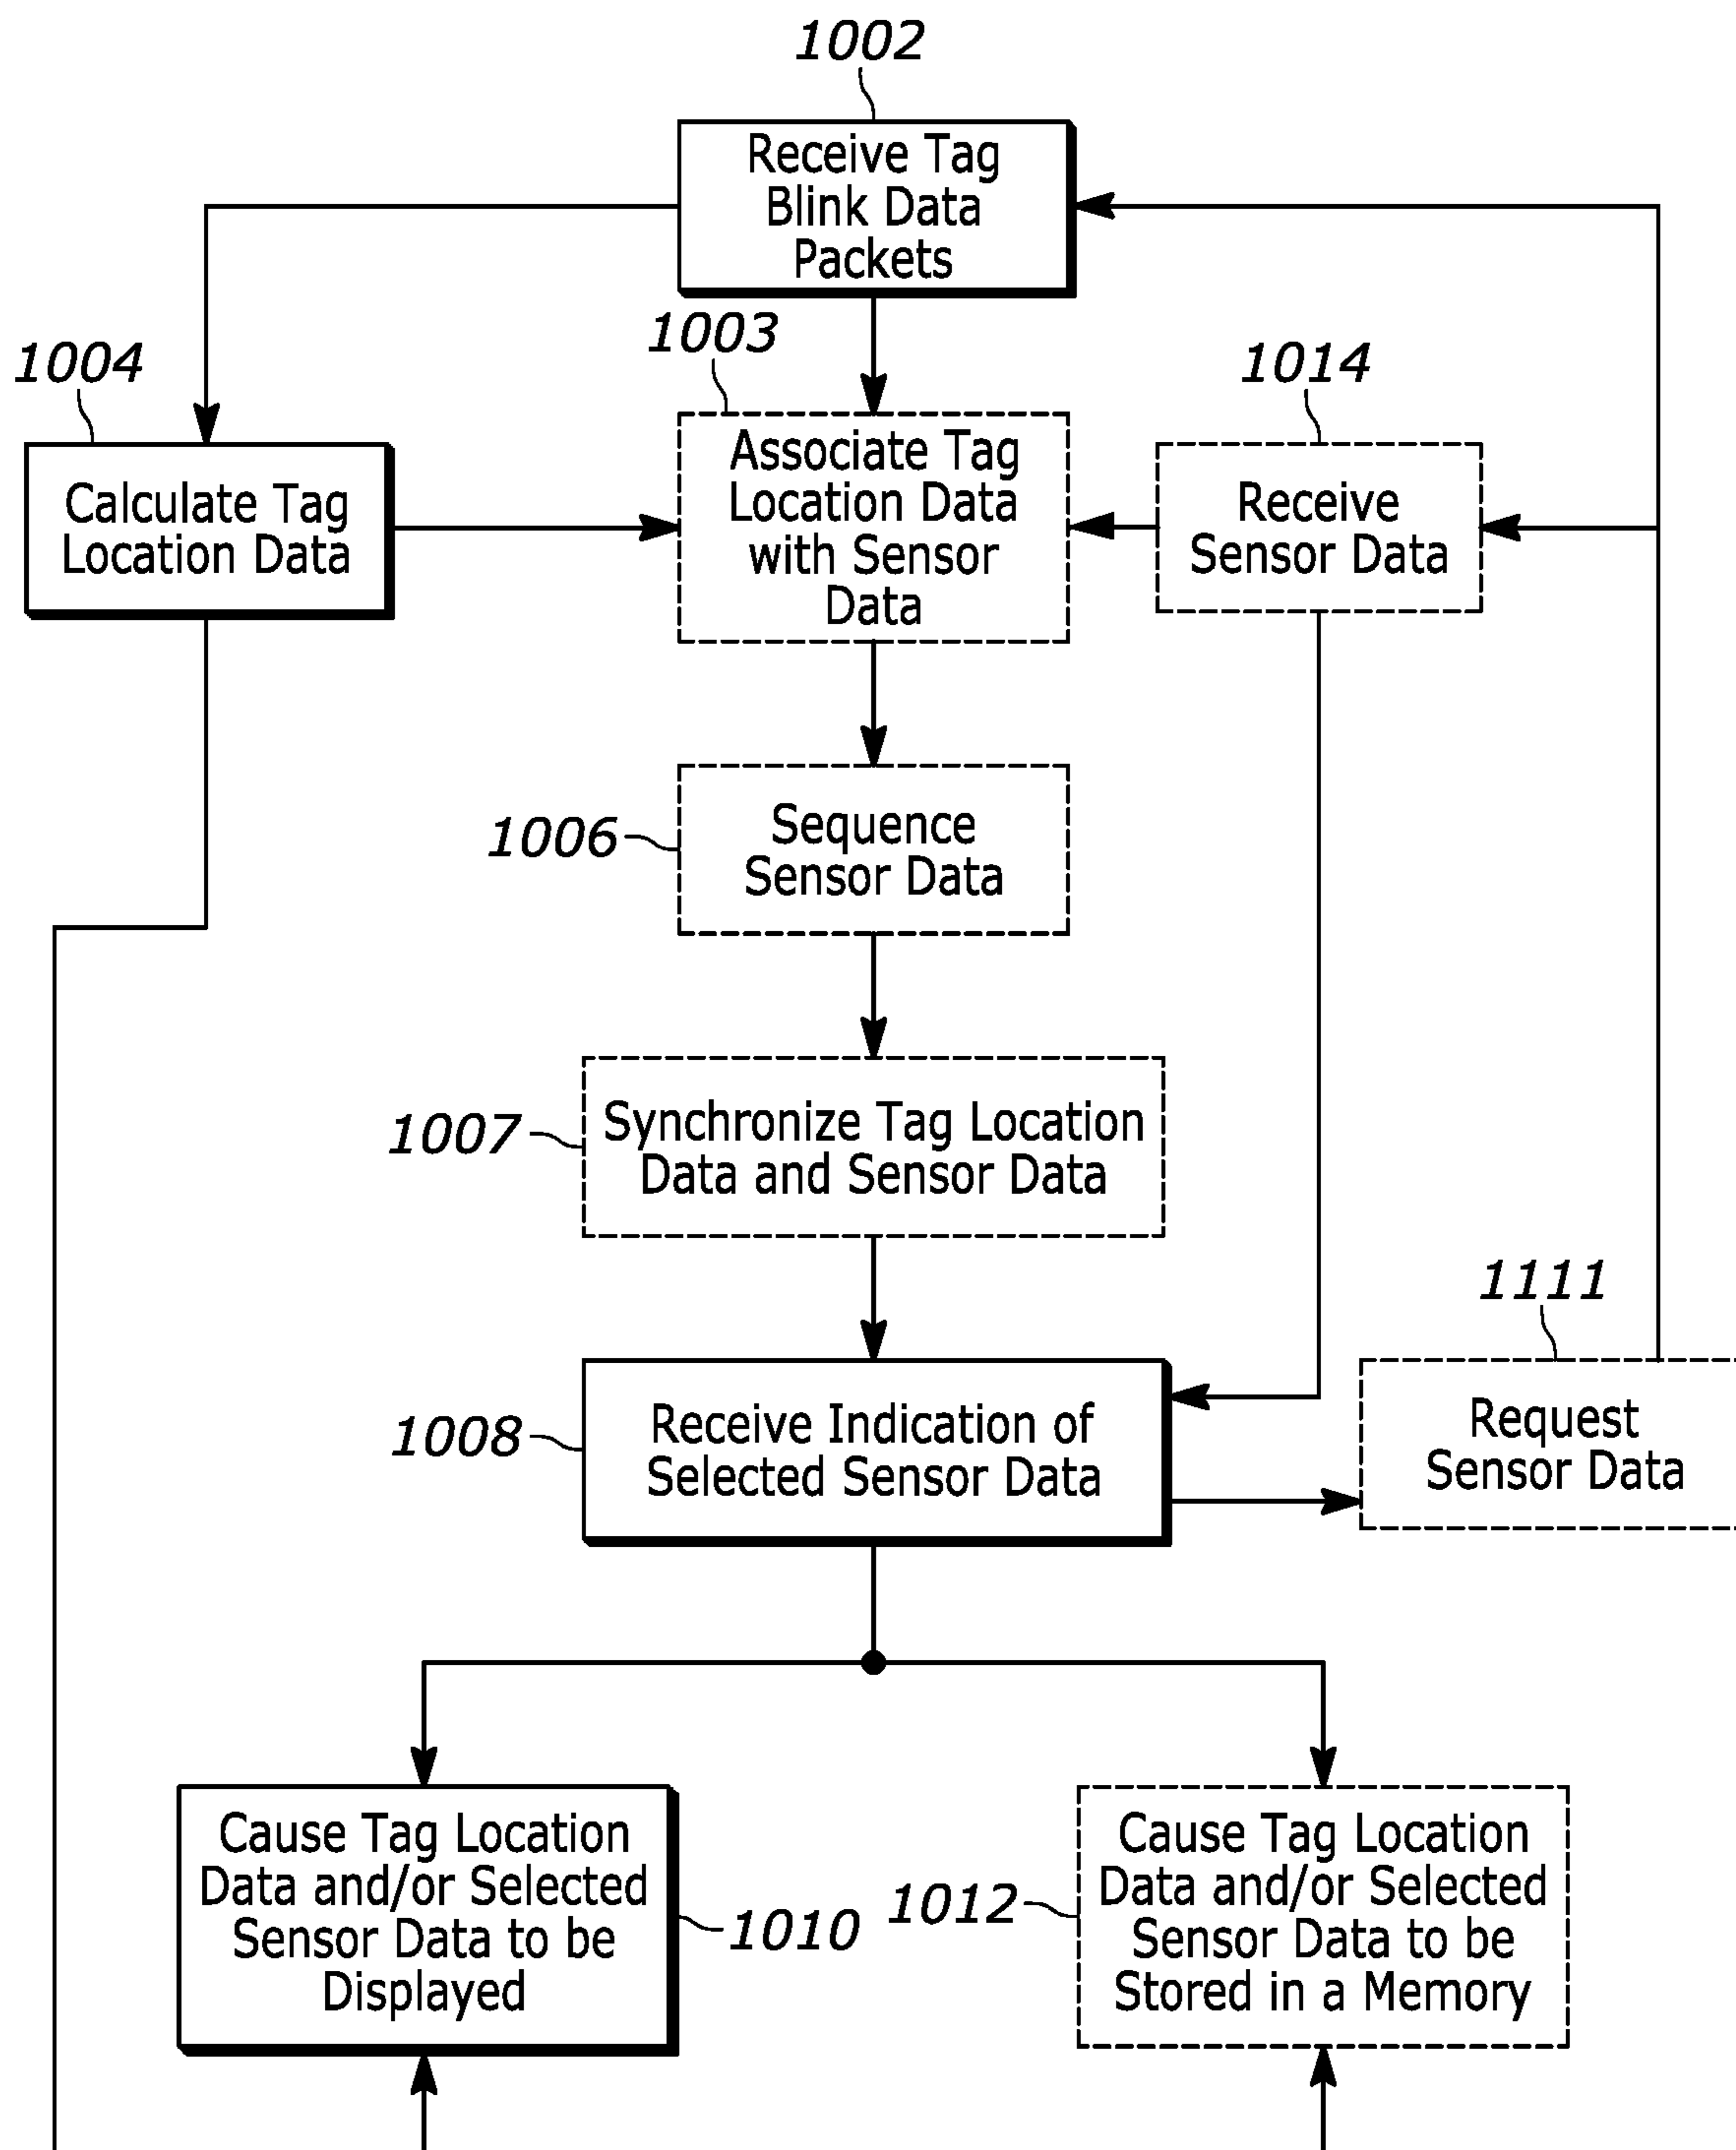 1002
Receive Tag
Blink Data
Packets
1004
1003
1014
Calculate Tag
Location Data
Associate Tag
Location Data
with Sensor
Data
Receive
Sensor Data
1006
Sequence
Sensor Data
1007
Synchronize Tag Location
Data and Sensor Data
1111
1008
Receive Indication of
Selected Sensor Data
Request
Sensor Data
Cause Tag Location
Data and/or Selected
Sensor Data to be
Displayed
1010
1012
Cause Tag Location
Data and/or Selected
Sensor Data to be
Stored in a Memory